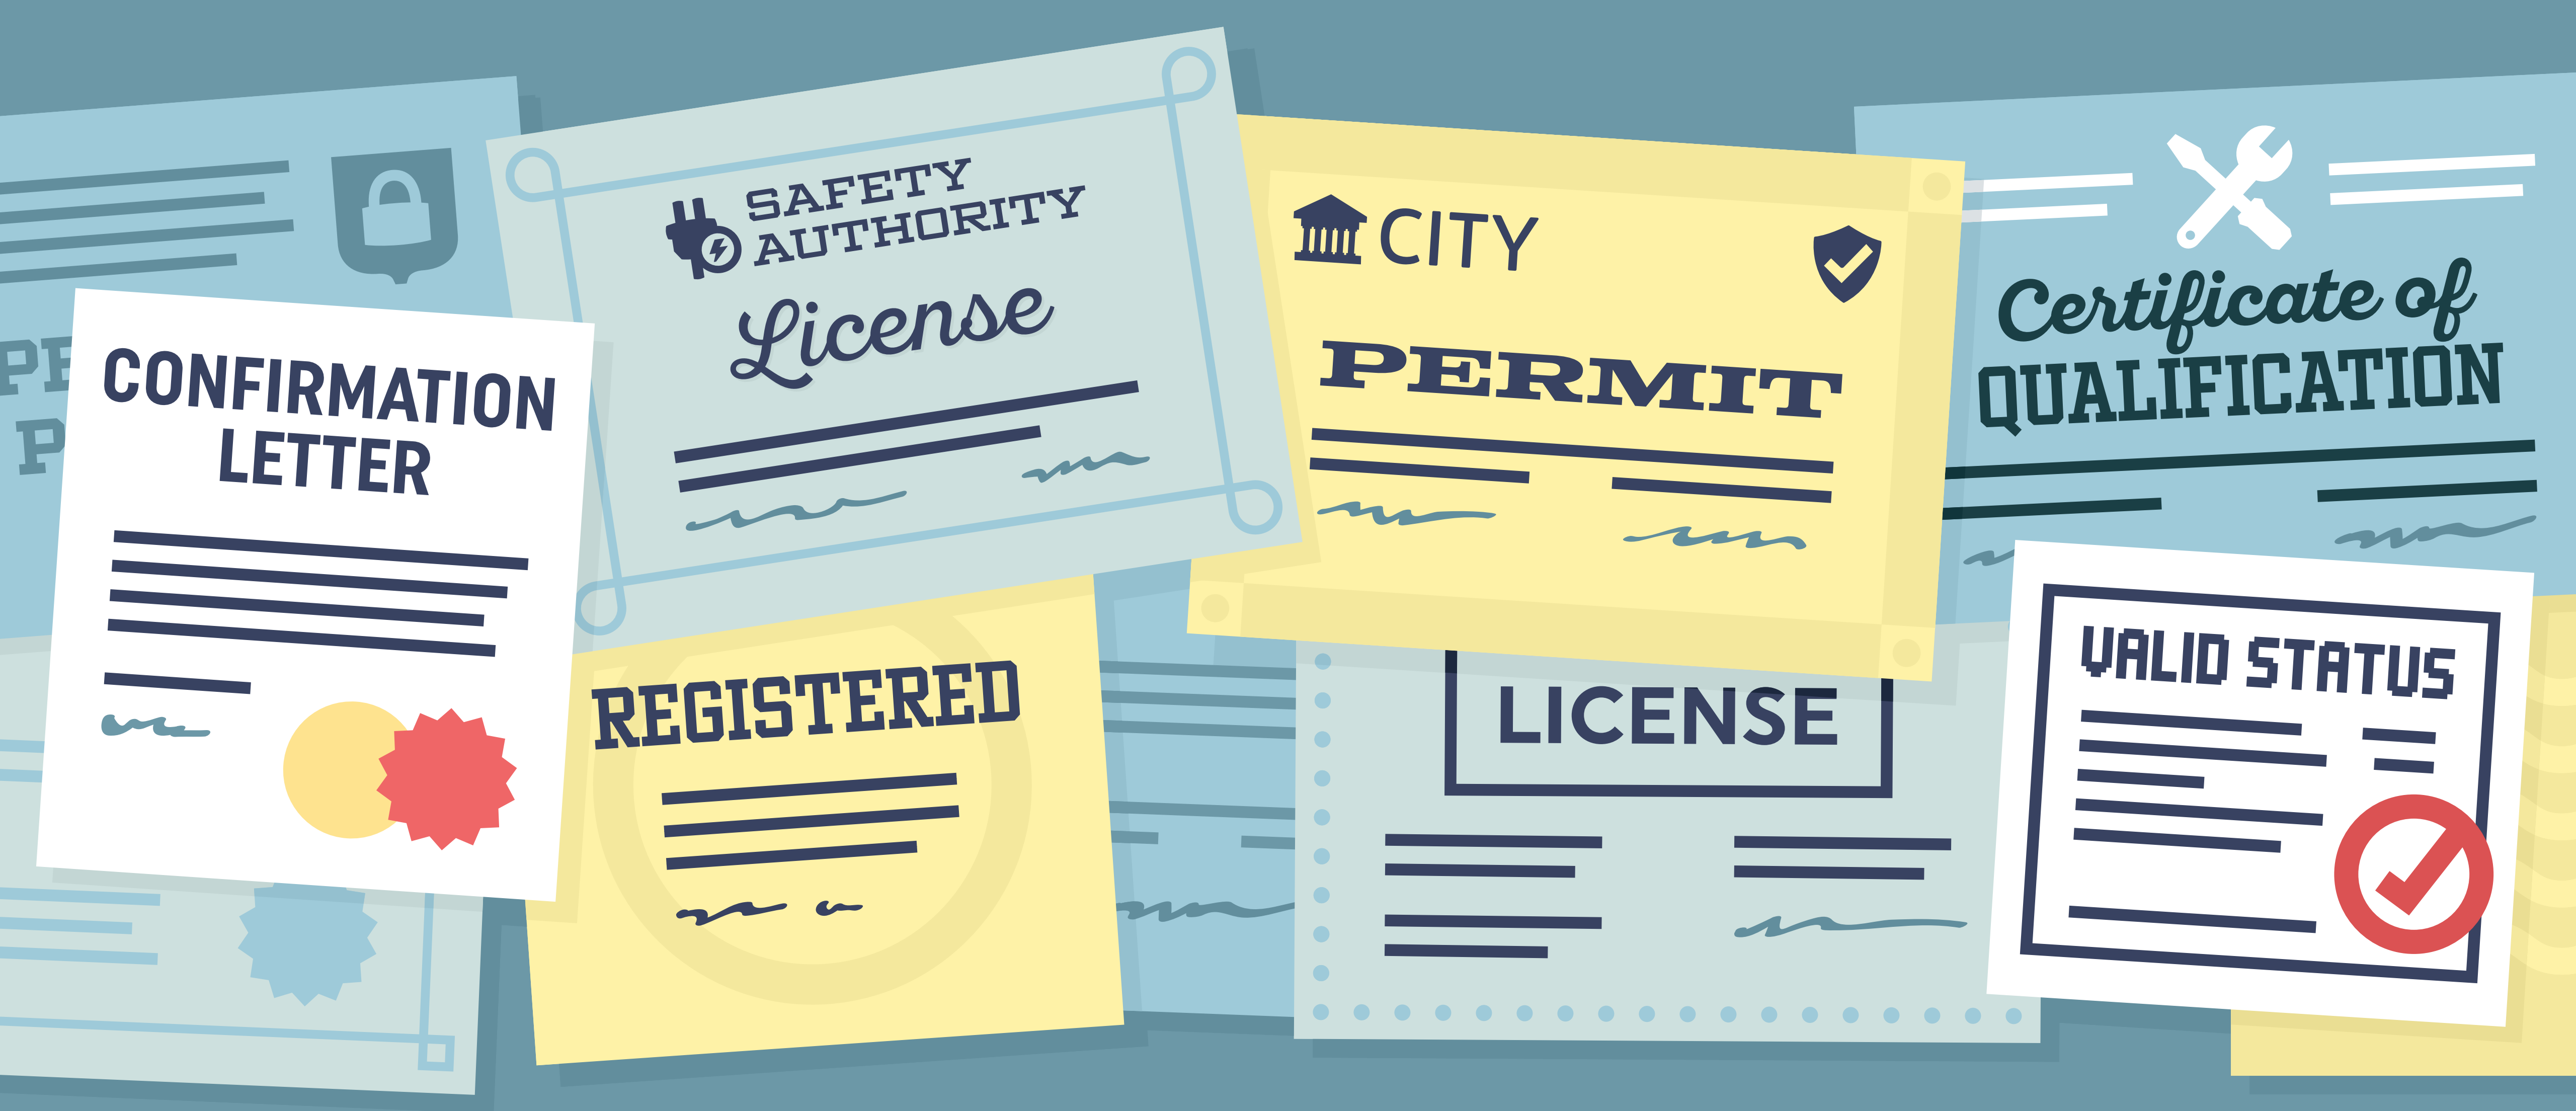 CONFIRMATION
LETTER
SAFETY
AUTHORITY
License
CITY
PERMIT
Certificate of
QUALIFICATION
REGISTERED
LICENSE
VALID STATUS